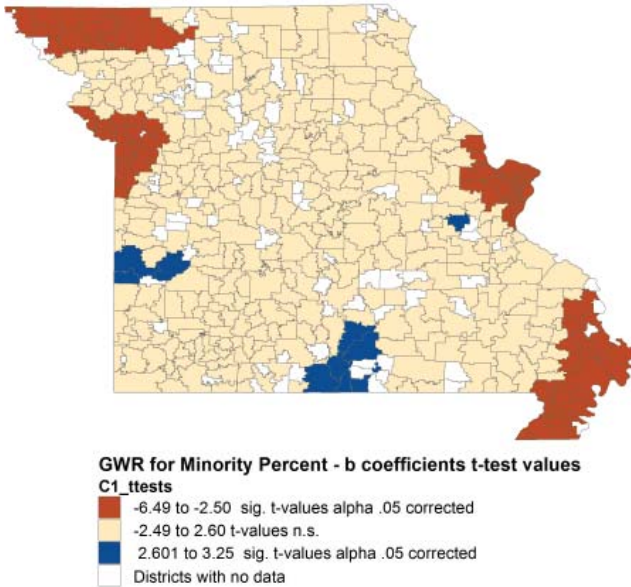 GWR for Minority Percent - b coefficients t-test values
C1_ttests
-6.49 to -2.50 sig. t-values alpha .05 corrected
-2.49 to 2.60 t-values n.s.
2.601 to 3.25 sig. t-values alpha .05 corrected
Districts with no data